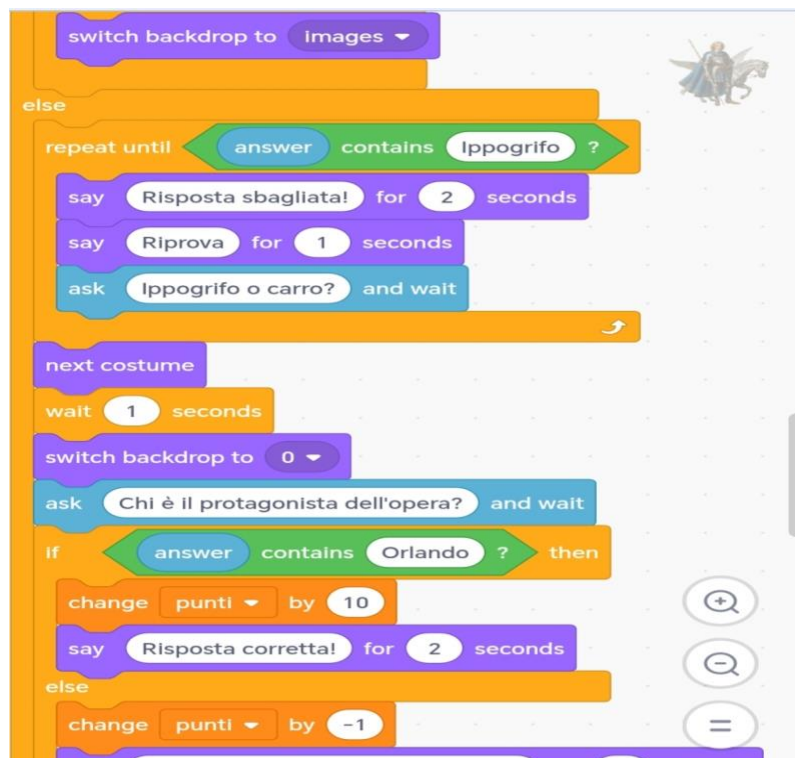 switch backdrop to images
else
repeat until answer contains Ippogrifo ?
say Risposta sbagliata! for 2 seconds
say Riprova for 1 seconds
ask Ippogrifo o carro? and wait
next costume
wait 1 seconds
switch backdrop to 0
ask Chi è il protagonista dell'opera? and wait
if answer contains Orlando ? then
change punti by 10
say Risposta corretta! for 2 seconds
else
change punti by -1